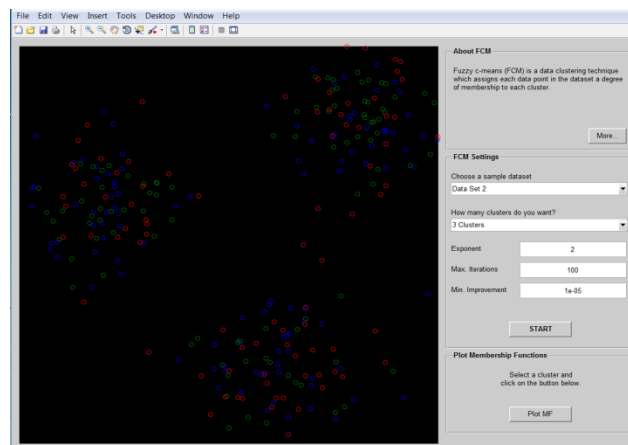 File Edit View Insert Tools Desktop Window Help
About FCM
Fuzzy c-means (FCM) is a data clustering technique
which assigns each data point in the dataset a degree
of membership to each cluster.
More...
FCM Settings
Choose a sample dataset
Data Set 2
How many clusters do you want?
3 Clusters
Exponent 2
Max. Iterations 100
Min. Improvement 1e-05
START
Plot Membership Functions
Select a cluster and
click on the button below.
Plot MF